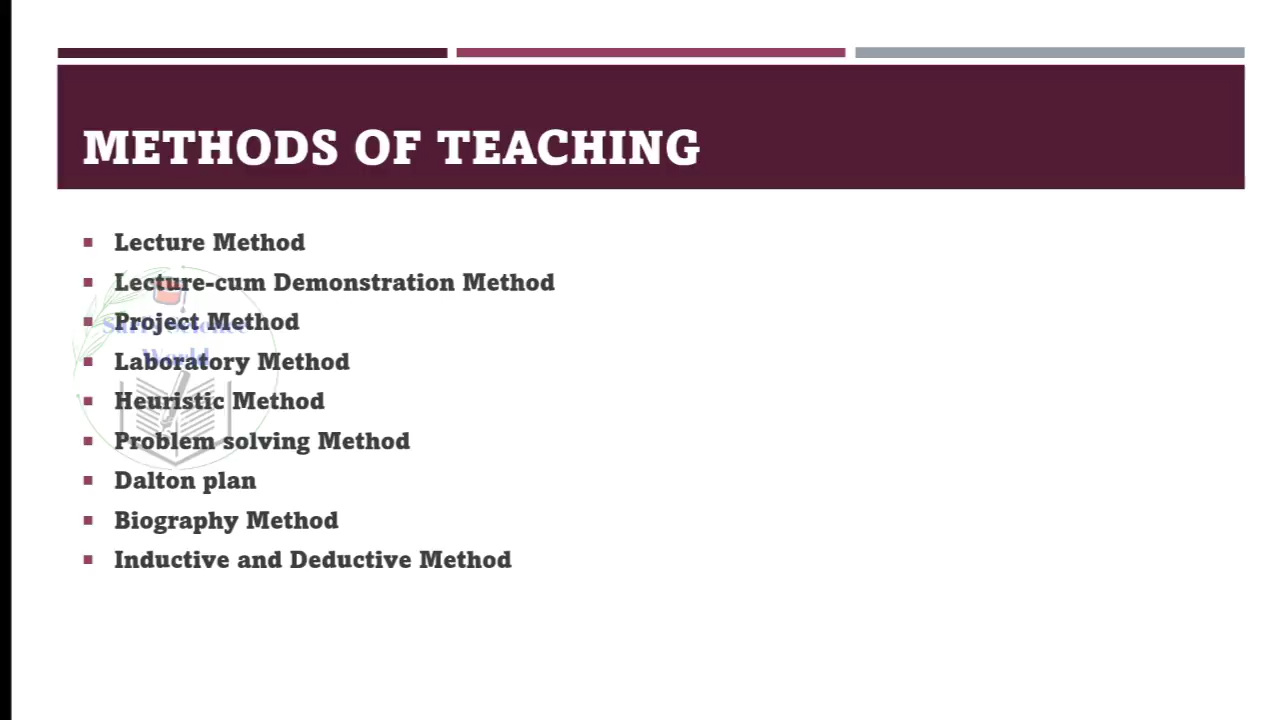 METHODS OF TEACHING
Lecture Method
Lecture-cum Demonstration Method
Project Method
Laboratory Method
Heuristic Method
Problem solving Method
Dalton plan
Biography Method
Inductive and Deductive Method